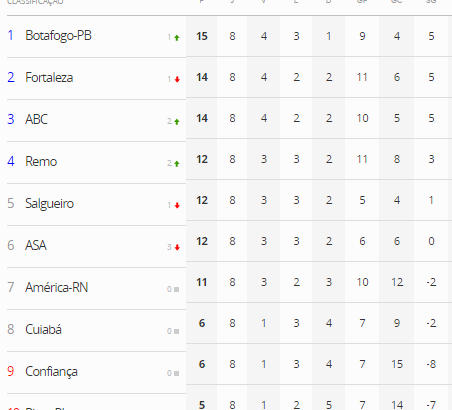 CLASSIFICAÇÃO P J V E D GP GC SG
1 Botafogo-PB 1 15 8 4 3 1 9 4 5
2 Fortaleza 1 14 8 4 2 2 11 6 5
3 ABC 2 14 8 4 2 2 10 5 5
4 Remo 2 12 8 3 3 2 11 8 3
5 Salgueiro 1 12 8 3 3 2 5 4 1
6 ASA 3 12 8 3 3 2 6 6 0
7 América-RN 0 11 8 3 2 3 10 12 -2
8 Cuiabá 0 6 8 1 3 4 7 9 -2
9 Confiança 0 6 8 1 3 4 7 15 -8
5 8 1 2 5 7 14 -7